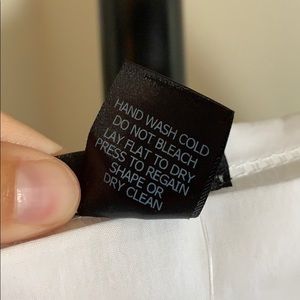 HAND WASH COLD
DO NOT BLEACH
LAY FLAT TO DRY
PRESS TO REGAIN
SHAPE OR
DRY CLEAN